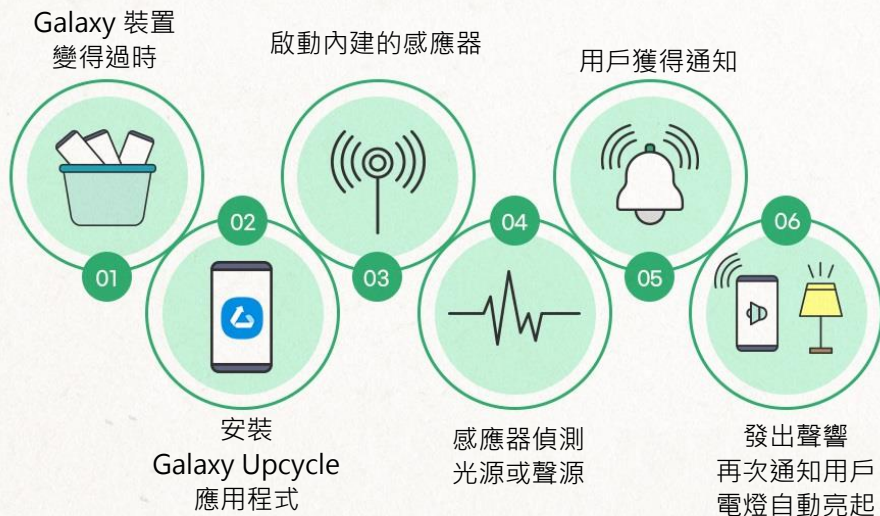 Galaxy 裝置
變得過時
01
02
安裝
Galaxy Upcycle
應用程式
啟動內建的感應器
03
04
感應器偵測
光源或聲源
用戶獲得通知
05
06
發出聲響
再次通知用戶
電燈自動亮起